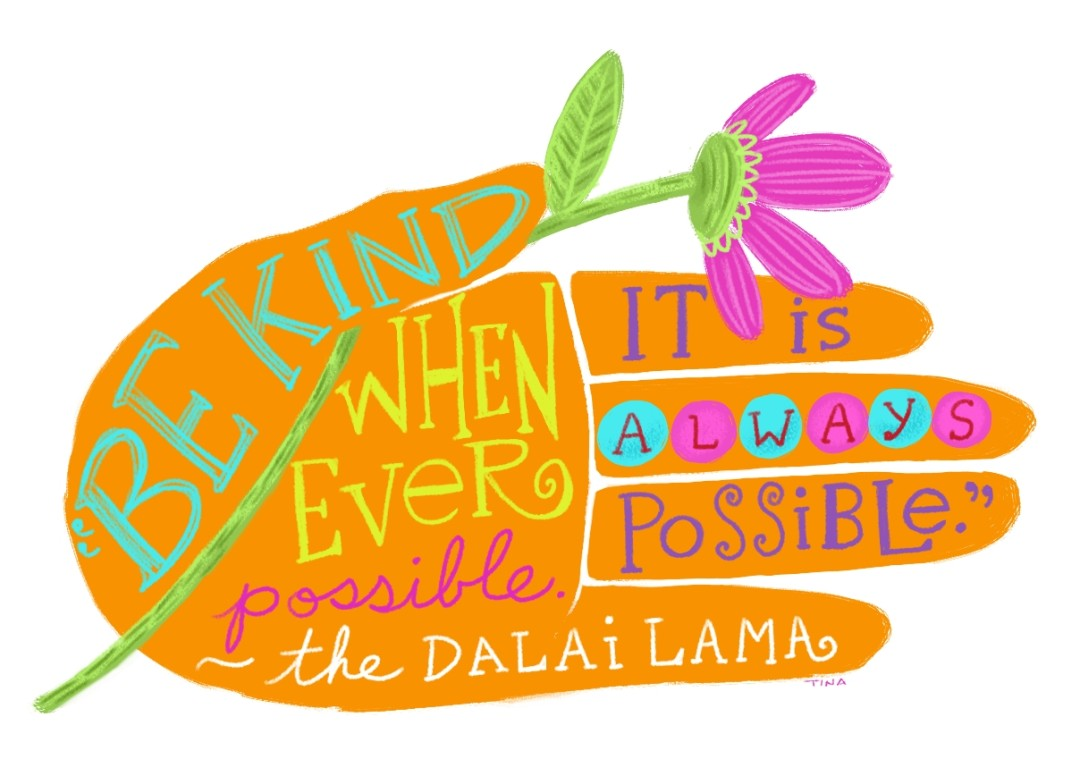 "BE KIND
WHEN
EVER
possible.
~ the DALAi LAMA
IT is
ALWAYS
PoSSiBLe."
TINA